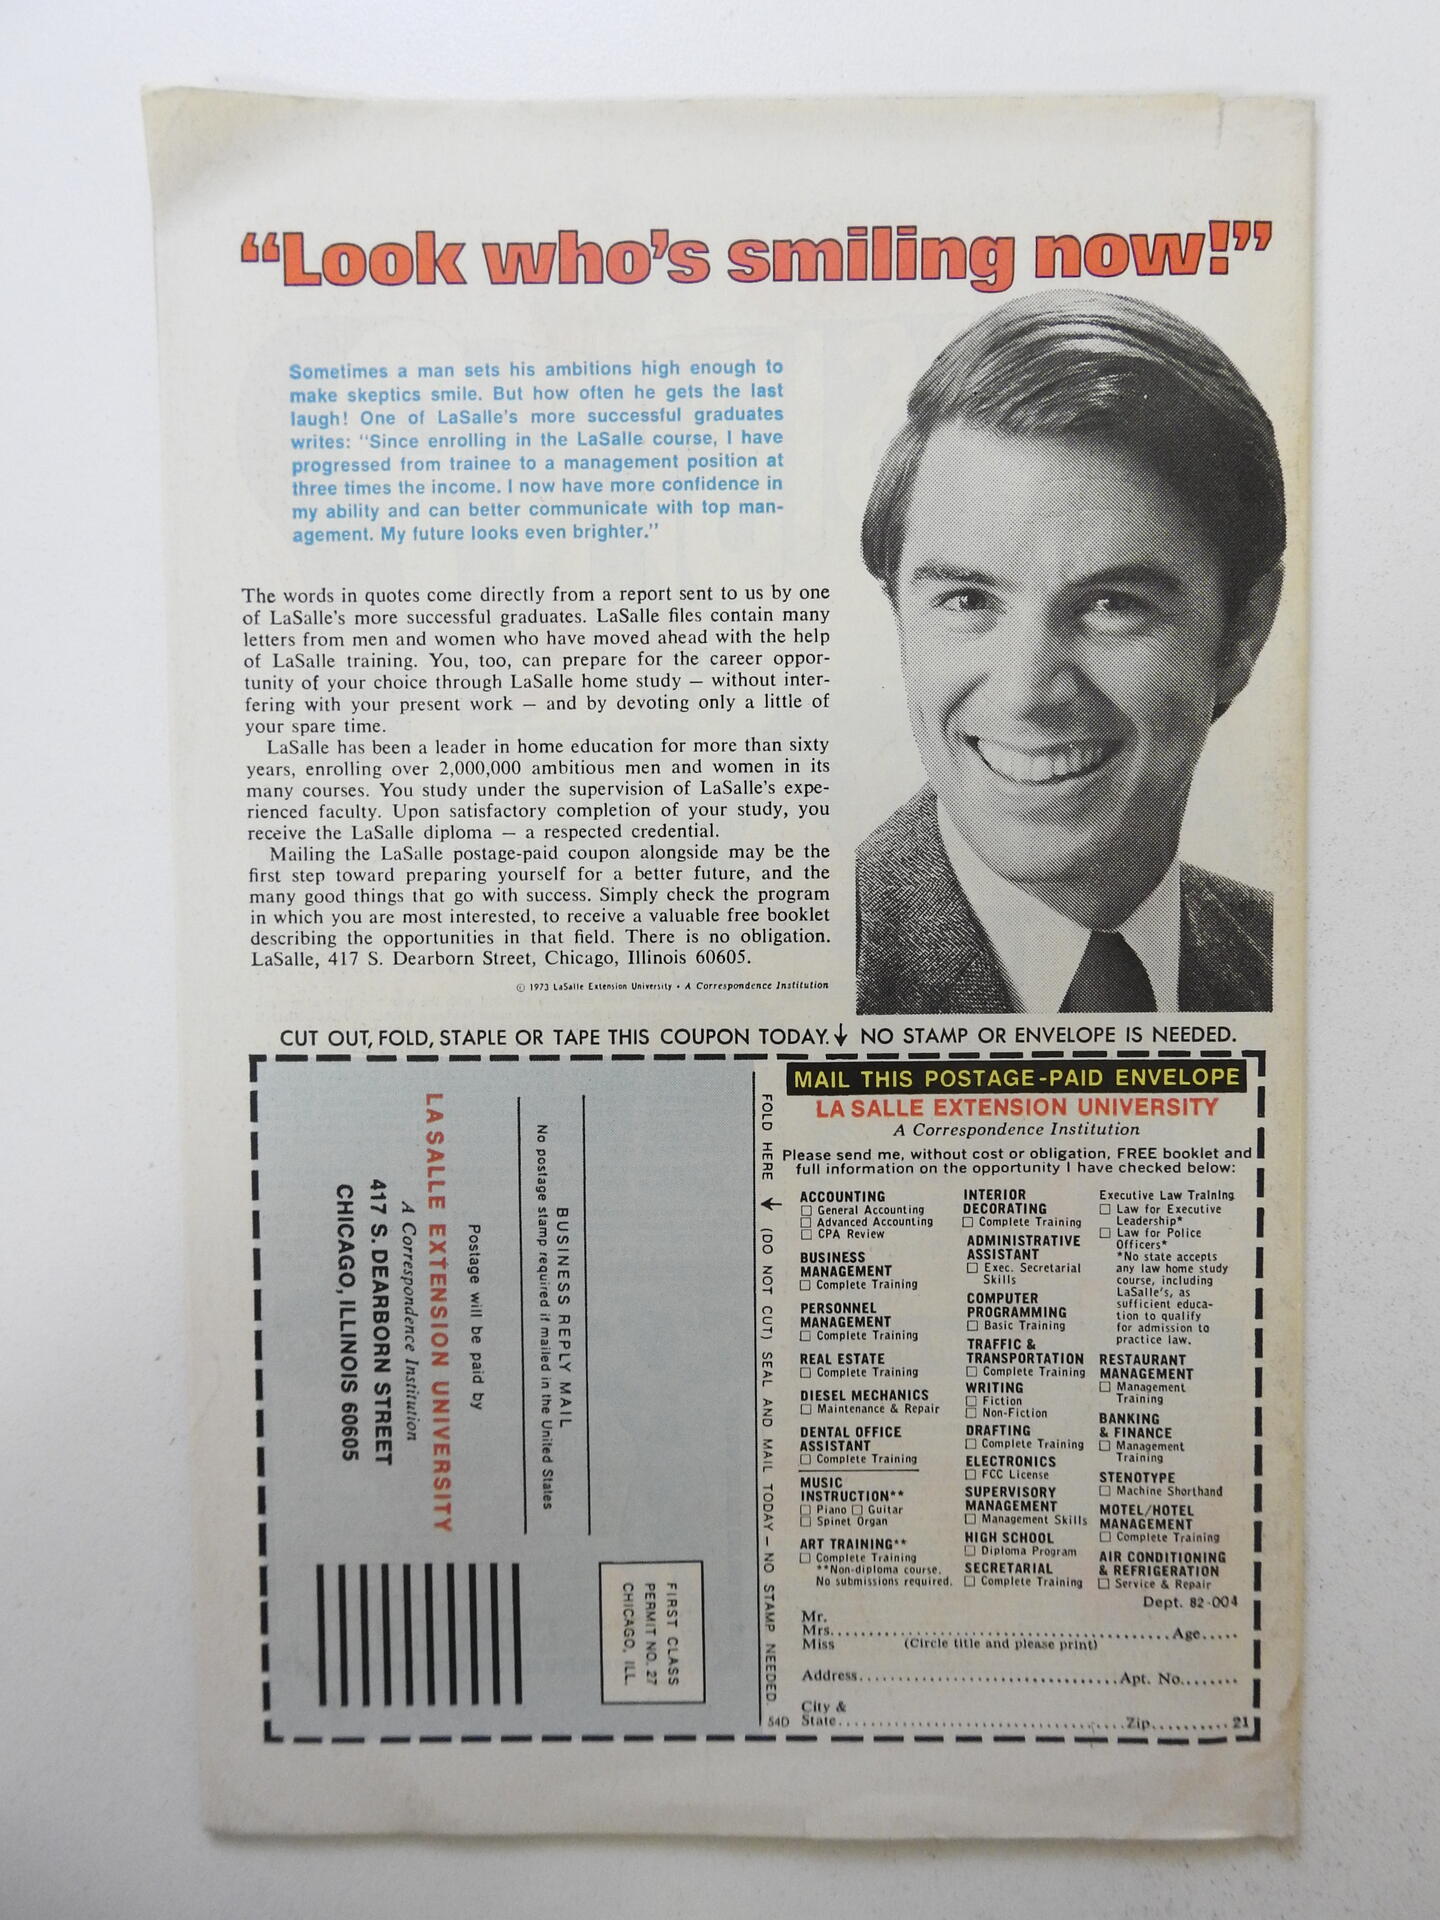 “Look who’s smiling now!”
Sometimes a man sets his ambitions high enough to
make skeptics smile. But how often he gets the last
laugh! One of LaSalle's more successful graduates
writes: "Since enrolling in the LaSalle course, I have
progressed from trainee to a management position at
three times the income. I now have more confidence in
my ability and can better communicate with top man-
agement. My future looks even brighter."
The words in quotes come directly from a report sent to us by one
of LaSalle's more successful graduates. LaSalle files contain many
letters from men and women who have moved ahead with the help
of LaSalle training. You, too, can prepare for the career oppor-
tunity of your choice through LaSalle home study — without inter-
fering with your present work — and by devoting only a little of
your spare time.
LaSalle has been a leader in home education for more than sixty
years, enrolling over 2,000,000 ambitious men and women in its
many courses. You study under the supervision of LaSalle's expe-
rienced faculty. Upon satisfactory completion of your study, you
receive the LaSalle diploma — a respected credential.
Mailing the LaSalle postage-paid coupon alongside may be the
first step toward preparing yourself for a better future, and the
many good things that go with success. Simply check the program
in which you are most interested, to receive a valuable free booklet
describing the opportunities in that field. There is no obligation.
LaSalle, 417 S. Dearborn Street, Chicago, Illinois 60605.
© 1973 LaSalle Extension University • A Correspondence Institution
CUT OUT, FOLD, STAPLE OR TAPE THIS COUPON TODAY. ↓ NO STAMP OR ENVELOPE IS NEEDED.
FIRST CLASS
PERMIT NO. 27
CHICAGO, ILL.
BUSINESS REPLY MAIL
No postage stamp required if mailed in the United States
Postage will be paid by
LA SALLE EXTENSION UNIVERSITY
A Correspondence Institution
417 S. DEARBORN STREET
CHICAGO, ILLINOIS 60605
FOLD HERE ↓ (DO NOT CUT) SEAL AND MAIL TODAY — NO STAMP NEEDED.
MAIL THIS POSTAGE-PAID ENVELOPE
LA SALLE EXTENSION UNIVERSITY
A Correspondence Institution
Please send me, without cost or obligation, FREE booklet and
full information on the opportunity I have checked below:
ACCOUNTING
□ General Accounting
□ Advanced Accounting
□ CPA Review
BUSINESS
MANAGEMENT
□ Complete Training
PERSONNEL
MANAGEMENT
□ Complete Training
REAL ESTATE
□ Complete Training
DIESEL MECHANICS
□ Maintenance & Repair
DENTAL OFFICE
ASSISTANT
□ Complete Training
MUSIC
INSTRUCTION**
□ Piano □ Guitar
□ Spinet Organ
ART TRAINING**
□ Complete Training
**Non-diploma course.
No submissions required.
INTERIOR
DECORATING
□ Complete Training
ADMINISTRATIVE
ASSISTANT
□ Exec. Secretarial
Skills
COMPUTER
PROGRAMMING
□ Basic Training
TRAFFIC &
TRANSPORTATION
□ Complete Training
WRITING
□ Fiction
□ Non-Fiction
DRAFTING
□ Complete Training
ELECTRONICS
□ FCC License
SUPERVISORY
MANAGEMENT
□ Management Skills
HIGH SCHOOL
□ Diploma Program
SECRETARIAL
□ Complete Training
Executive Law Training
□ Law for Executive
Leadership*
□ Law for Police
Officers*
*No state accepts
any law home study
course, including
LaSalle's, as
sufficient educa-
tion to qualify
for admission to
practice law.
RESTAURANT
MANAGEMENT
□ Management
Training
BANKING
& FINANCE
□ Management
Training
STENOTYPE
□ Machine Shorthand
MOTEL/HOTEL
MANAGEMENT
□ Complete Training
AIR CONDITIONING
& REFRIGERATION
□ Service & Repair
Dept. 82-004
Mr.
Mrs. Age
Miss (Circle title and please print)
Address Apt. No.
City &
54D State Zip 21